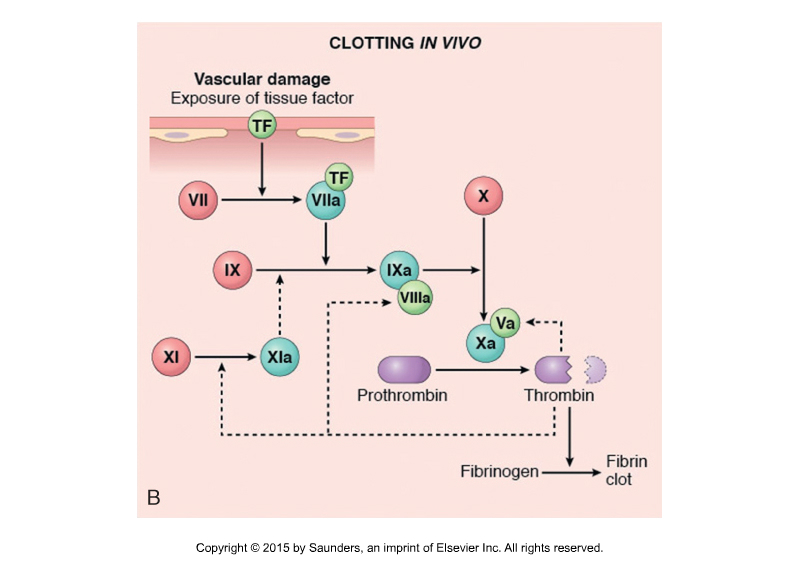 CLOTTING IN VIVO
Vascular damage
Exposure of tissue factor
TF
TF
VII
VIIa
X
IX
IXa
VIIIa
Va
Xa
XI
XIa
Prothrombin
Thrombin
Fibrinogen
Fibrin
clot
B
Copyright © 2015 by Saunders, an imprint of Elsevier Inc. All rights reserved.